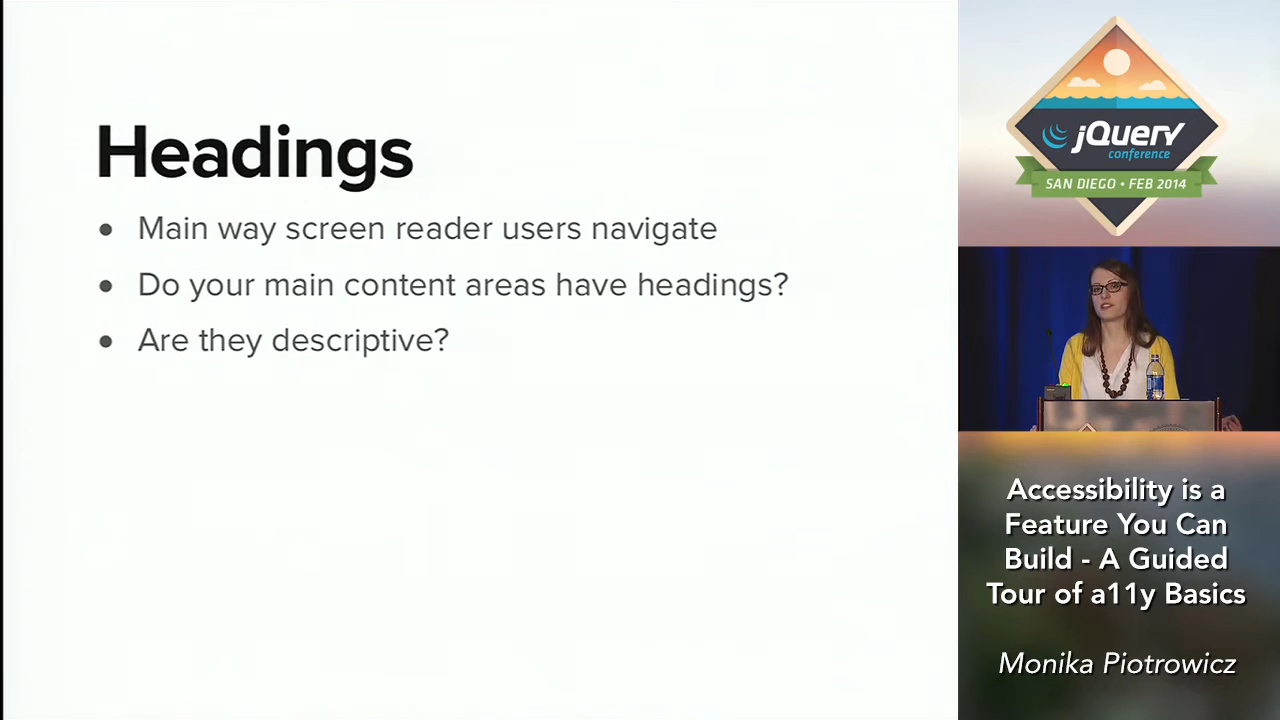 Headings
• Main way screen reader users navigate
• Do your main content areas have headings?
• Are they descriptive?
jQuery
conference
SAN DIEGO • FEB 2014
Accessibility is a
Feature You Can
Build - A Guided
Tour of a11y Basics
Monika Piotrowicz